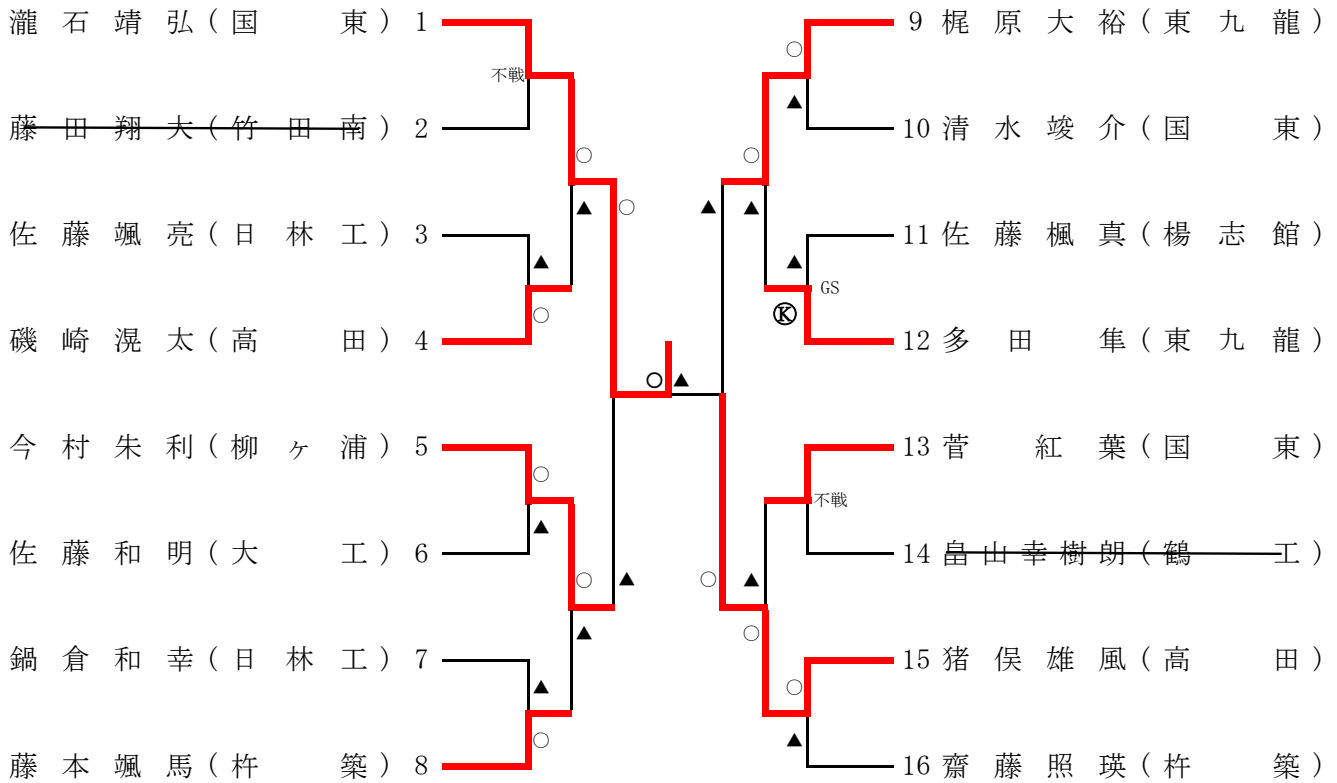 瀧石靖弘(国東) 1
不戦
藤田翔大(竹田南) 2
○
▲ ○
佐藤颯亮(日林工) 3
▲
○
磯崎滉太(高田) 4
○ ▲
今村朱利(柳ヶ浦) 5
○
▲
佐藤和明(大工) 6
○ ▲
▲
鍋倉和幸(日林工) 7
▲
○
藤本颯馬(杵築) 8
9 梶原大裕(東九龍)
○
▲
10 清水竣介(国東)
○
▲ ▲
11 佐藤楓真(楊志館)
▲
GS
Ⓚ
12 多田隼(東九龍)
13 菅紅葉(国東)
不戦
14 畠山幸樹朗(鶴工)
○ ▲
○
15 猪俣雄風(高田)
○
▲
16 齋藤照瑛(杵築)